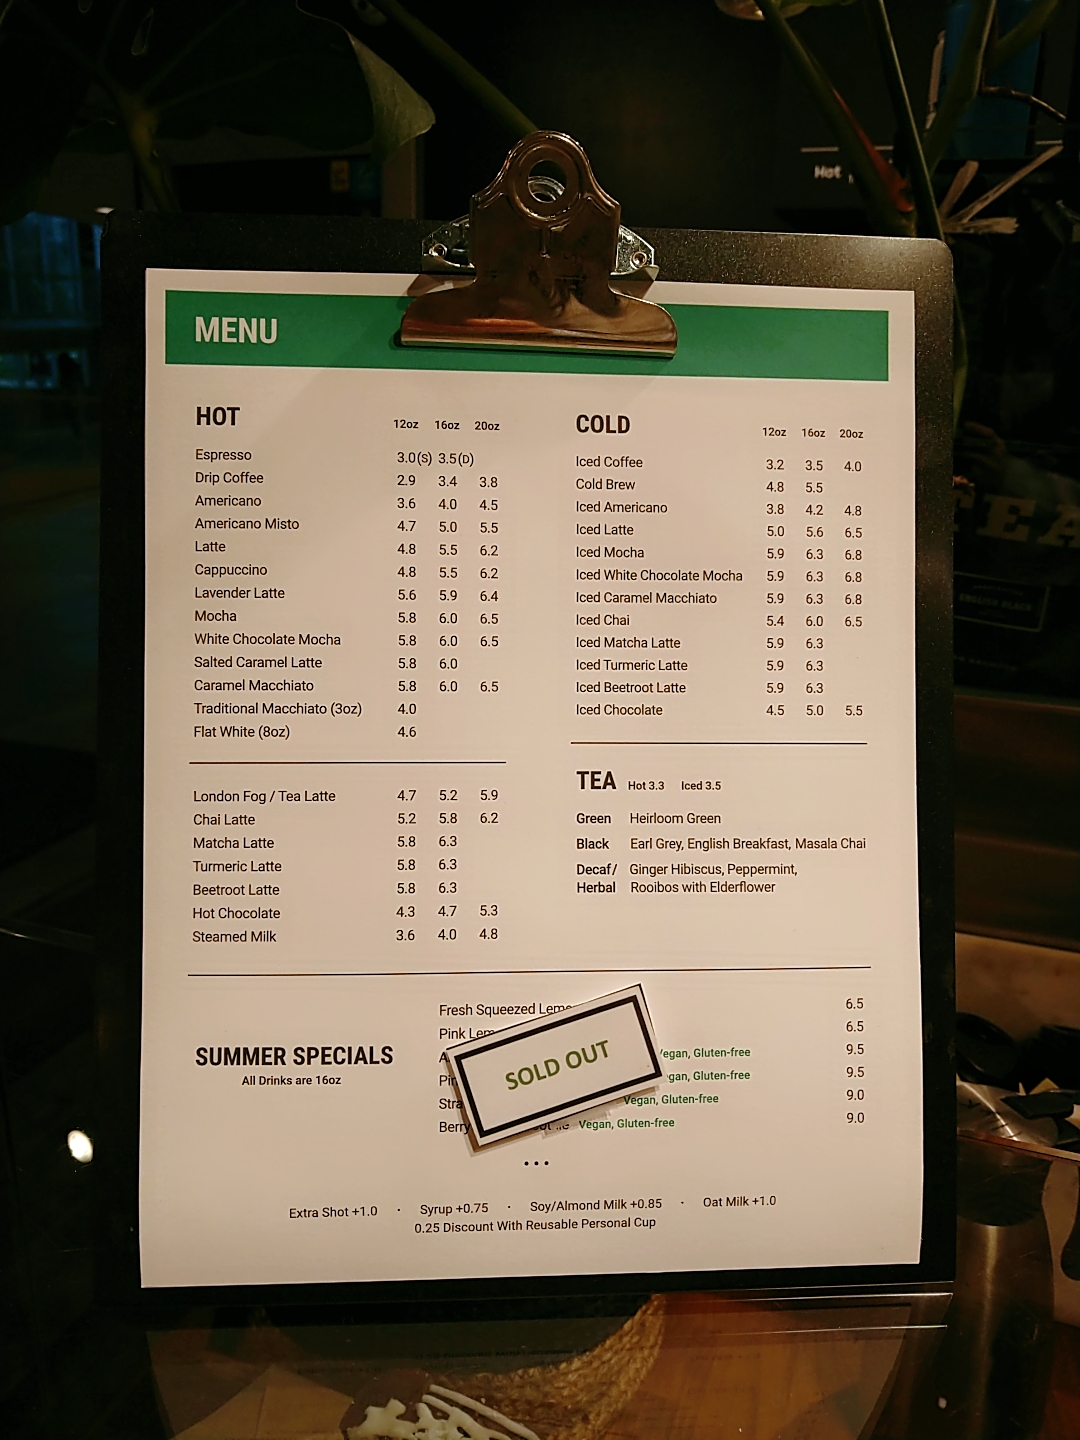 Hot
MENU
HOT 12oz 16oz 20oz
Espresso 3.0(S) 3.5(D)
Drip Coffee 2.9 3.4 3.8
Americano 3.6 4.0 4.5
Americano Misto 4.7 5.0 5.5
Latte 4.8 5.5 6.2
Cappuccino 4.8 5.5 6.2
Lavender Latte 5.6 5.9 6.4
Mocha 5.8 6.0 6.5
White Chocolate Mocha 5.8 6.0 6.5
Salted Caramel Latte 5.8 6.0
Caramel Macchiato 5.8 6.0 6.5
Traditional Macchiato (3oz) 4.0
Flat White (8oz) 4.6
London Fog / Tea Latte 4.7 5.2 5.9
Chai Latte 5.2 5.8 6.2
Matcha Latte 5.8 6.3
Turmeric Latte 5.8 6.3
Beetroot Latte 5.8 6.3
Hot Chocolate 4.3 4.7 5.3
Steamed Milk 3.6 4.0 4.8
COLD 12oz 16oz 20oz
Iced Coffee 3.2 3.5 4.0
Cold Brew 4.8 5.5
Iced Americano 3.8 4.2 4.8
Iced Latte 5.0 5.6 6.5
Iced Mocha 5.9 6.3 6.8
Iced White Chocolate Mocha 5.9 6.3 6.8
Iced Caramel Macchiato 5.9 6.3 6.8
Iced Chai 5.4 6.0 6.5
Iced Matcha Latte 5.9 6.3
Iced Turmeric Latte 5.9 6.3
Iced Beetroot Latte 5.9 6.3
Iced Chocolate 4.5 5.0 5.5
TEA Hot 3.3 Iced 3.5
Green Heirloom Green
Black Earl Grey, English Breakfast, Masala Chai
Decaf/ Ginger Hibiscus, Peppermint,
Herbal Rooibos with Elderflower
SUMMER SPECIALS
All Drinks are 16oz
Fresh Squeezed 6.5
Pink 6.5
Vegan, Gluten-free 9.5
Gluten-free 9.5
Vegan, Gluten-free 9.0
Berry Vegan, Gluten-free 9.0
SOLD OUT
•••
Extra Shot +1.0 · Syrup +0.75 · Soy/Almond Milk +0.85 · Oat Milk +1.0
0.25 Discount With Reusable Personal Cup